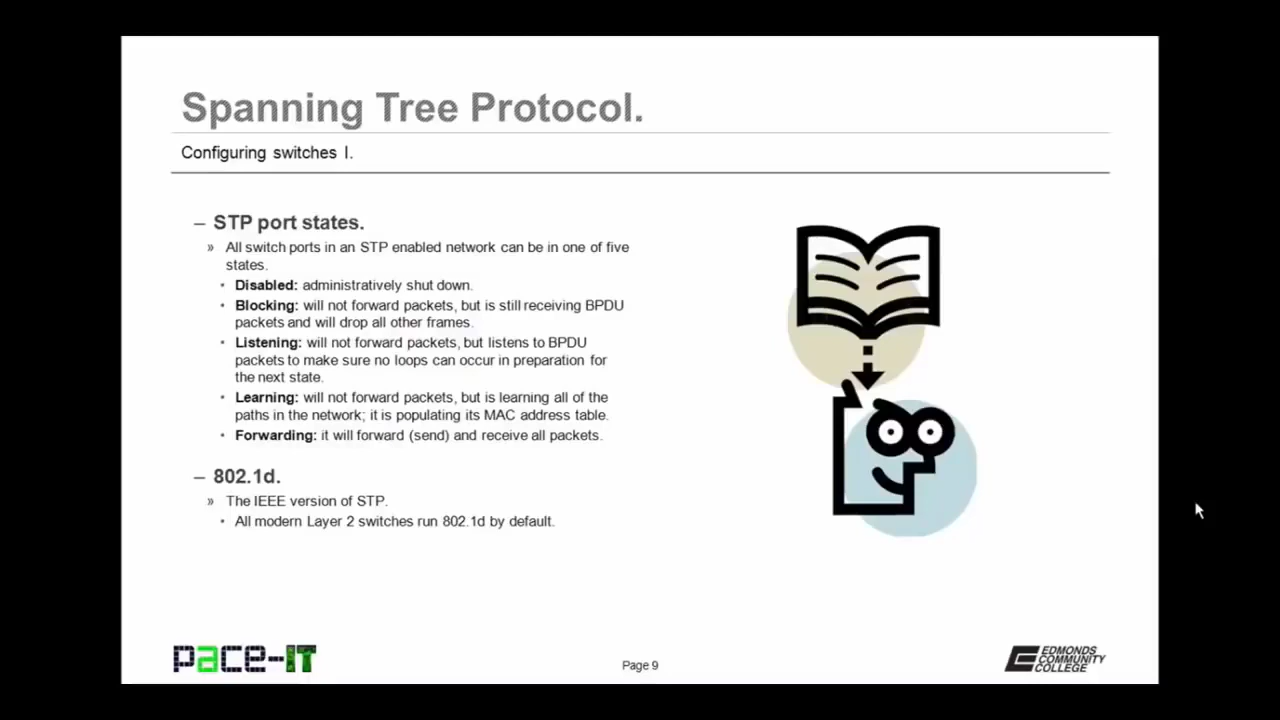 Spanning Tree Protocol.
Configuring switches I.
– STP port states.
» All switch ports in an STP enabled network can be in one of five
states.
• Disabled: administratively shut down.
• Blocking: will not forward packets, but is still receiving BPDU
packets and will drop all other frames.
• Listening: will not forward packets, but listens to BPDU
packets to make sure no loops can occur in preparation for
the next state.
• Learning: will not forward packets, but is learning all of the
paths in the network; it is populating its MAC address table.
• Forwarding: it will forward (send) and receive all packets.
– 802.1d.
» The IEEE version of STP.
• All modern Layer 2 switches run 802.1d by default.
pace-IT
Page 9
EDMONDS
COMMUNITY
COLLEGE